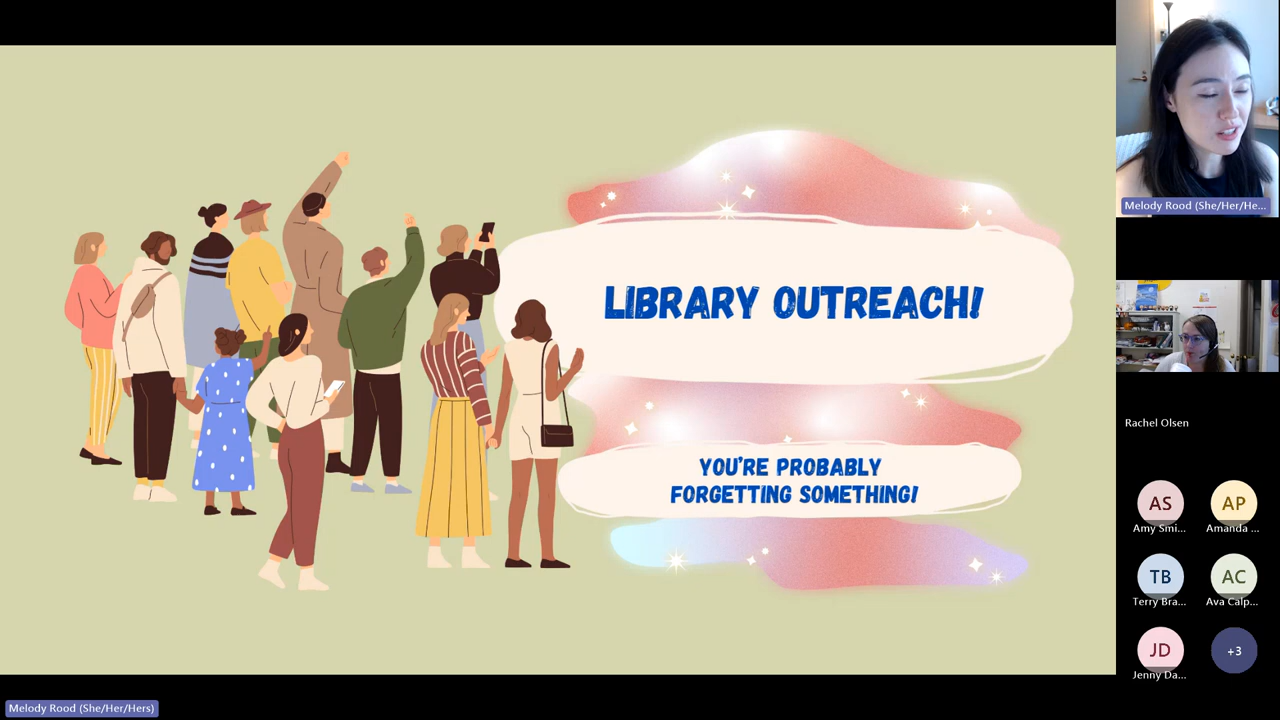 LIBRARY OUTREACH!
YOU'RE PROBABLY
FORGETTING SOMETHING!
Melody Rood (She/Her/He...
Rachel Olsen
AS
Amy Smi...
AP
Amanda ...
TB
Terry Bra...
AC
Ava Calp...
JD
Jenny Da...
+3
Melody Rood (She/Her/Hers)